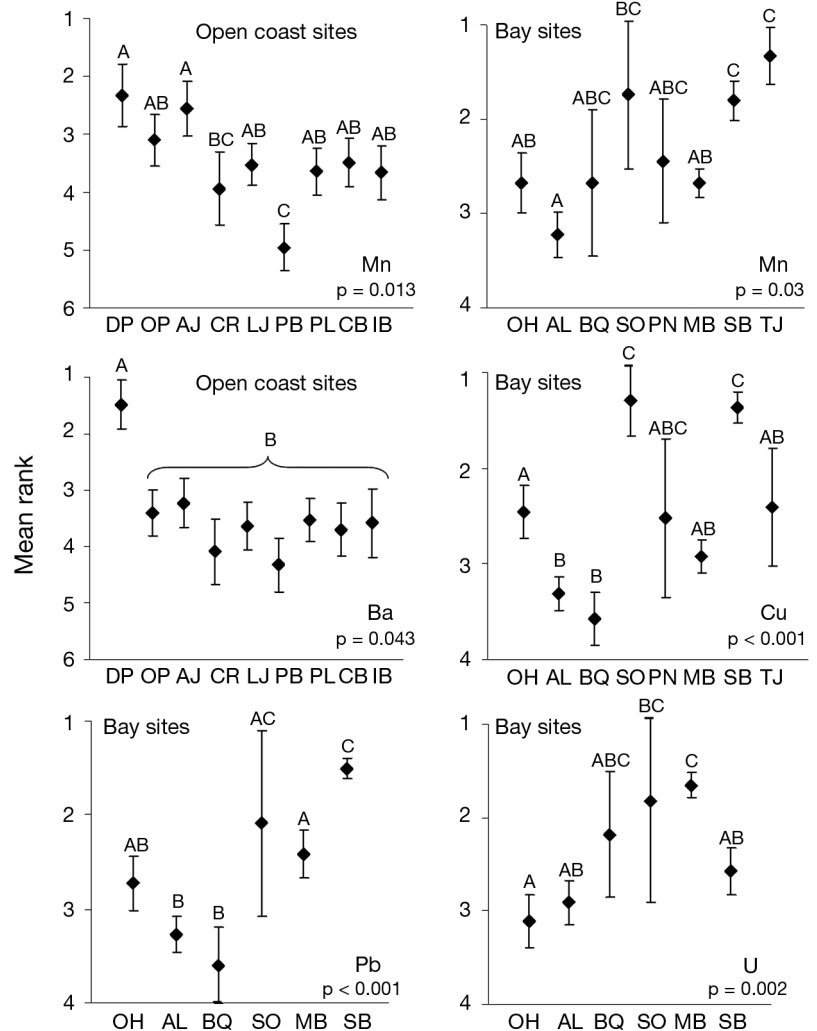 Mean rank
Open coast sites
1
2
3
4
5
6
A
AB
A
BC
AB
C
AB
AB
AB
Mn
p = 0.013
DP OP AJ CR LJ PB PL CB IB
Bay sites
1
2
3
4
AB
A
ABC
BC
ABC
AB
C
C
Mn
p = 0.03
OH AL BQ SO PN MB SB TJ
Open coast sites
1
2
3
4
5
6
A
B
Ba
p = 0.043
DP OP AJ CR LJ PB PL CB IB
Bay sites
1
2
3
4
A
B
B
C
ABC
AB
C
AB
Cu
p < 0.001
OH AL BQ SO PN MB SB TJ
Bay sites
1
2
3
4
AB
B
B
AC
A
C
Pb
p < 0.001
OH AL BQ SO MB SB
Bay sites
1
2
3
4
A
AB
ABC
BC
C
AB
U
p = 0.002
OH AL BQ SO MB SB